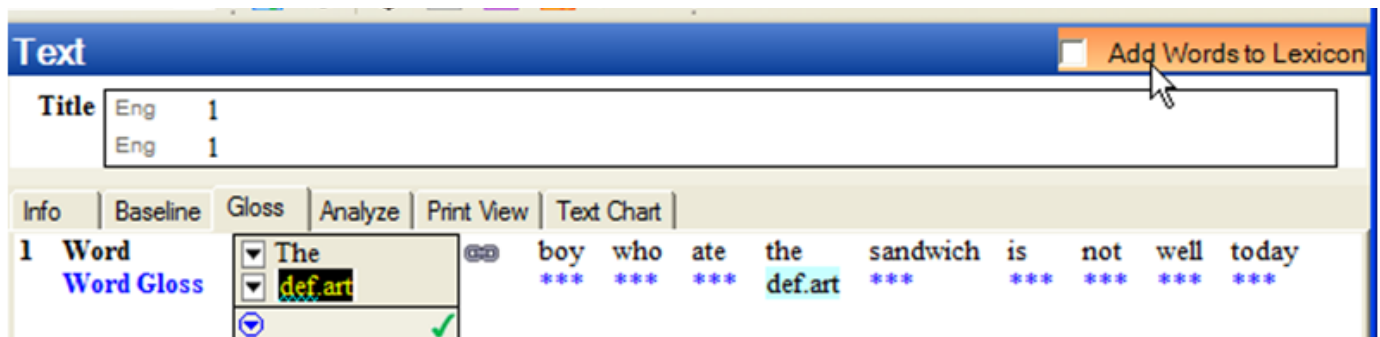 Text Add Words to Lexicon
Title Eng 1
Eng 1
Info Baseline Gloss Analyze Print View Text Chart
1 Word The boy who ate the sandwich is not well today
Word Gloss def.art *** *** *** def.art *** *** *** *** ***